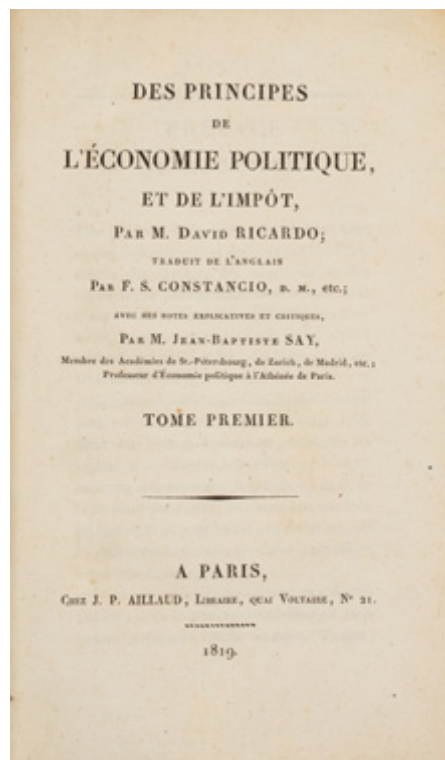 DES PRINCIPES
DE
L'ÉCONOMIE POLITIQUE,
ET DE L'IMPÔT,
PAR M. DAVID RICARDO;
TRADUIT DE L'ANGLAIS
PAR F. S. CONSTANCIO, D. M., etc.;
AVEC DES NOTES EXPLICATIVES ET CRITIQUES,
PAR M. JEAN-BAPTISTE SAY,
Membre des Académies de St.-Pétersbourg, de Zurich, de Madrid, etc.;
Professeur d'Économie politique à l'Athénée de Paris.
TOME PREMIER.
A PARIS,
CHEZ J. P. AILLAUD, LIBRAIRE, QUAI VOLTAIRE, Nº 21.
1819.